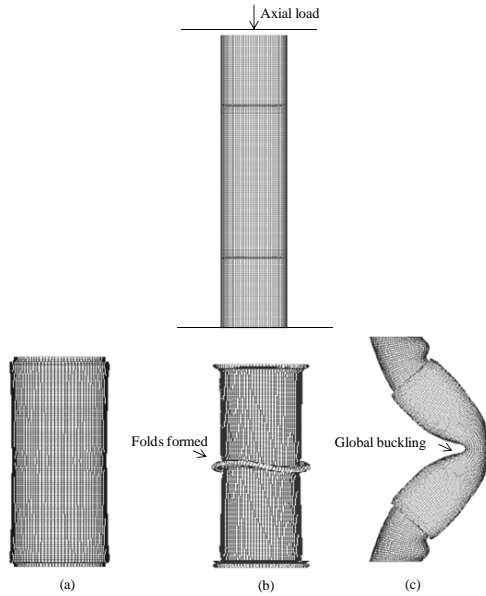 Axial load
Folds formed
Global buckling
(a)
(b)
(c)